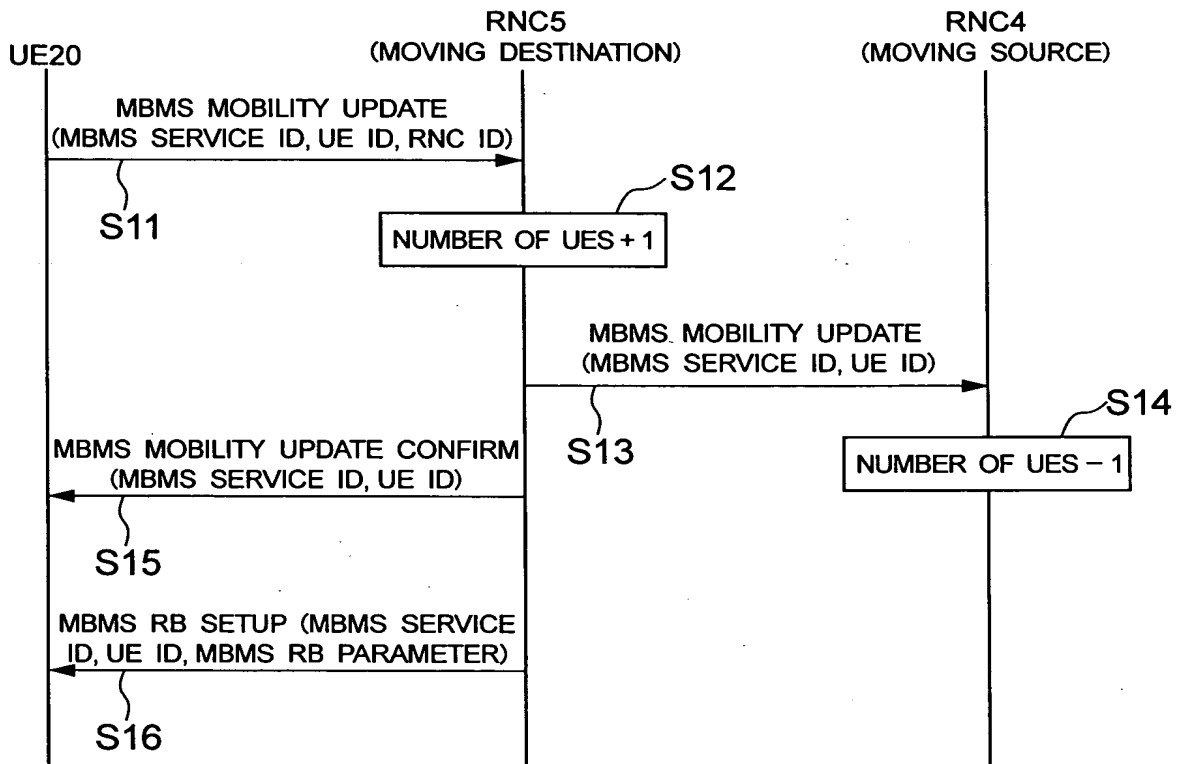 UE20
RNC5
(MOVING DESTINATION)
RNC4
(MOVING SOURCE)
MBMS MOBILITY UPDATE
(MBMS SERVICE ID, UE ID, RNC ID)
S11
S12
NUMBER OF UES + 1
MBMS MOBILITY UPDATE
(MBMS SERVICE ID, UE ID)
S13
S14
NUMBER OF UES − 1
MBMS MOBILITY UPDATE CONFIRM
(MBMS SERVICE ID, UE ID)
S15
MBMS RB SETUP (MBMS SERVICE
ID, UE ID, MBMS RB PARAMETER)
S16